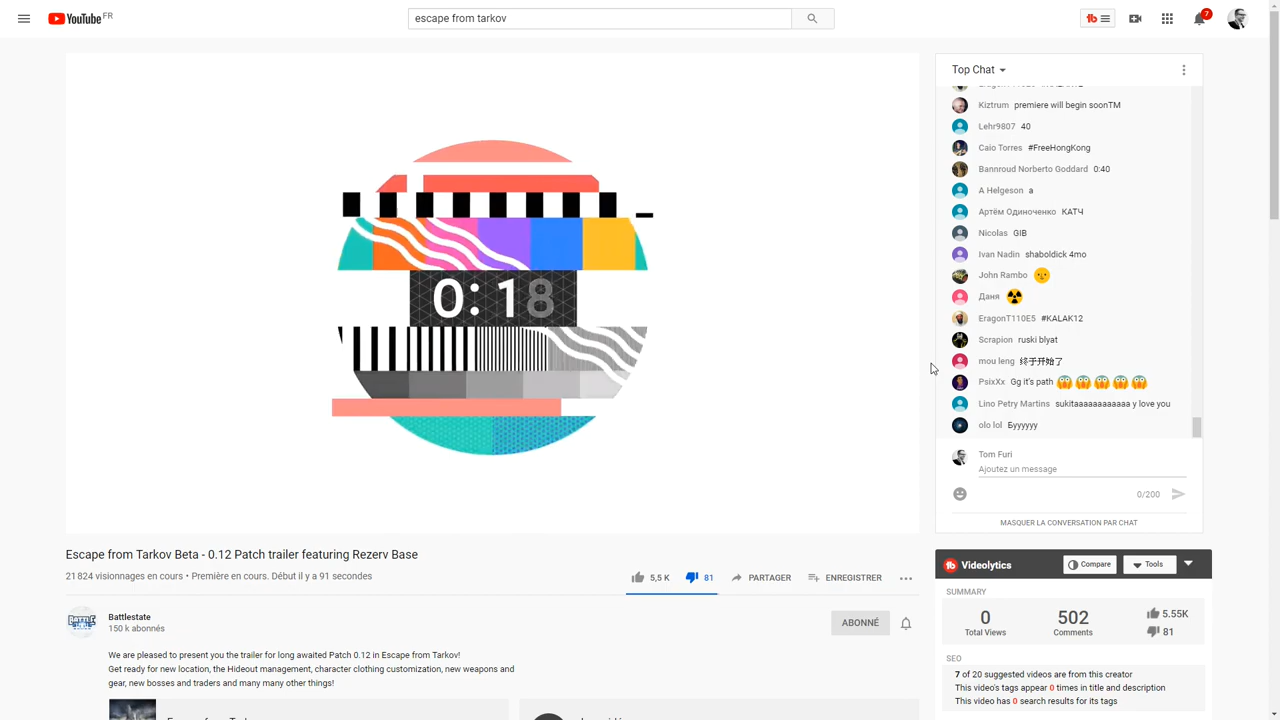 YouTube FR
escape from tarkov
7
Top Chat
Kiztrum premiere will begin soonTM
Lehr9807 40
Caio Torres #FreeHongKong
Bannroud Norberto Goddard 0:40
A Helgeson a
Артём Одиноченко КАТЧ
Nicolas GIB
Ivan Nadin shaboldick 4mo
John Rambo
Даня
EragonT110E5 #KALAK12
Scrapion ruski blyat
mou leng 终于开始了
PsixXx Gg it's path
Lino Petry Martins sukitaaaaaaaaaaaa y love you
olo lol Буууууу
Tom Furi
Ajoutez un message
0/200
MASQUER LA CONVERSATION PAR CHAT
0:18
Escape from Tarkov Beta - 0.12 Patch trailer featuring Rezerv Base
21 824 visionnages en cours • Première en cours. Début il y a 91 secondes
5,5 K 81 PARTAGER ENREGISTRER
BATTLE
Battlestate
150 k abonnés
ABONNÉ
We are pleased to present you the trailer for long awaited Patch 0.12 in Escape from Tarkov!
Get ready for new location, the Hideout management, character clothing customization, new weapons and
gear, new bosses and traders and many many other things!
tb Videolytics Compare Tools
SUMMARY
0 502 5.55K
Total Views Comments 81
SEO
7 of 20 suggested videos are from this creator
This video's tags appear 0 times in title and description
This video has 0 search results for its tags